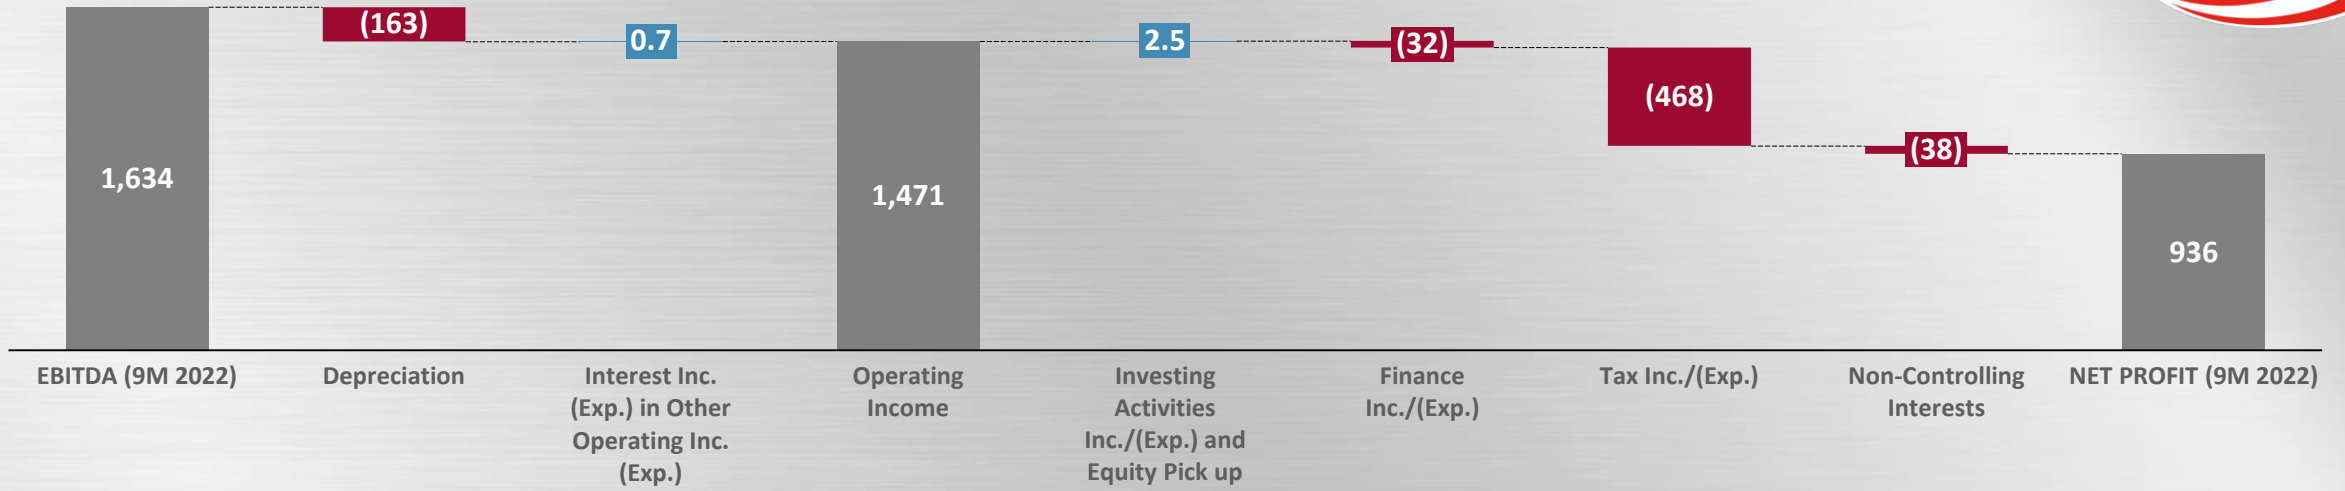 (163)
0.7
2.5
(32)
(468)
(38)
1,634
1,471
936
EBITDA (9M 2022)
Depreciation
Interest Inc.
(Exp.) in Other
Operating Inc.
(Exp.)
Operating
Income
Investing
Activities
Inc./(Exp.) and
Equity Pick up
Finance
Inc./(Exp.)
Tax Inc./(Exp.)
Non-Controlling
Interests
NET PROFIT (9M 2022)